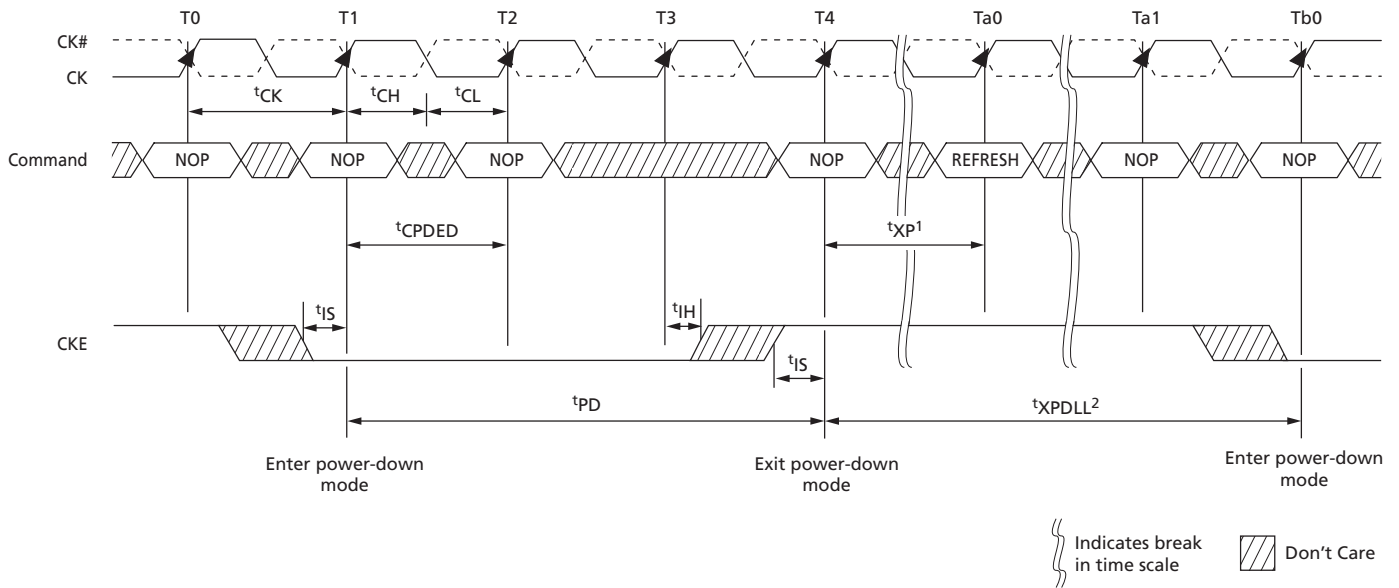 T0 T1 T2 T3 T4 Ta0 Ta1 Tb0
CK#
CK
tCK tCH tCL
Command NOP NOP NOP NOP REFRESH NOP NOP
tCPDED tXP1
tIS tIH
CKE
tIS
tPD tXPDLL2
Enter power-down
mode
Exit power-down
mode
Enter power-down
mode
Indicates break
in time scale
Don't Care